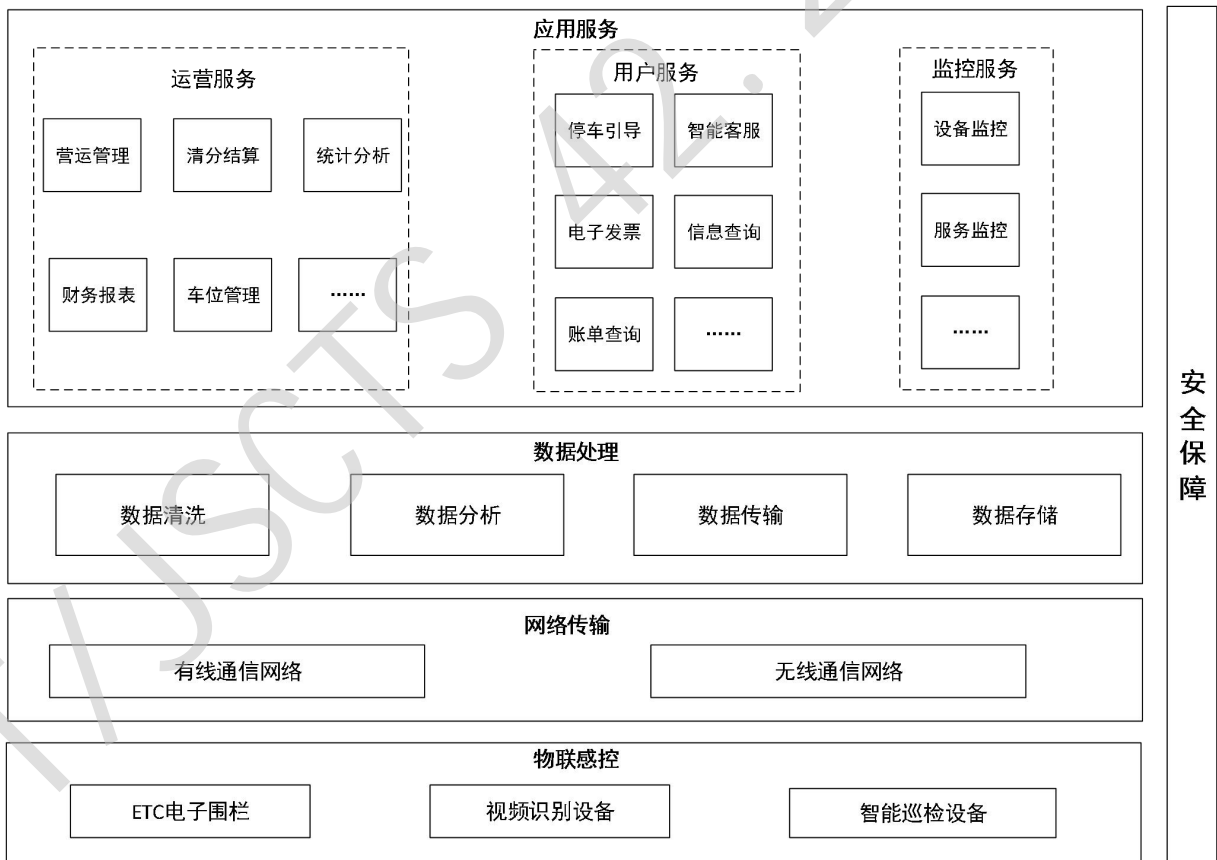 应用服务
运营服务
营运管理
清分结算
统计分析
财务报表
车位管理
……
用户服务
停车引导
智能客服
电子发票
信息查询
账单查询
……
监控服务
设备监控
服务监控
……
数据处理
数据清洗
数据分析
数据传输
数据存储
网络传输
有线通信网络
无线通信网络
物联感控
ETC电子围栏
视频识别设备
智能巡检设备
安全保障
/JSCTS 42.